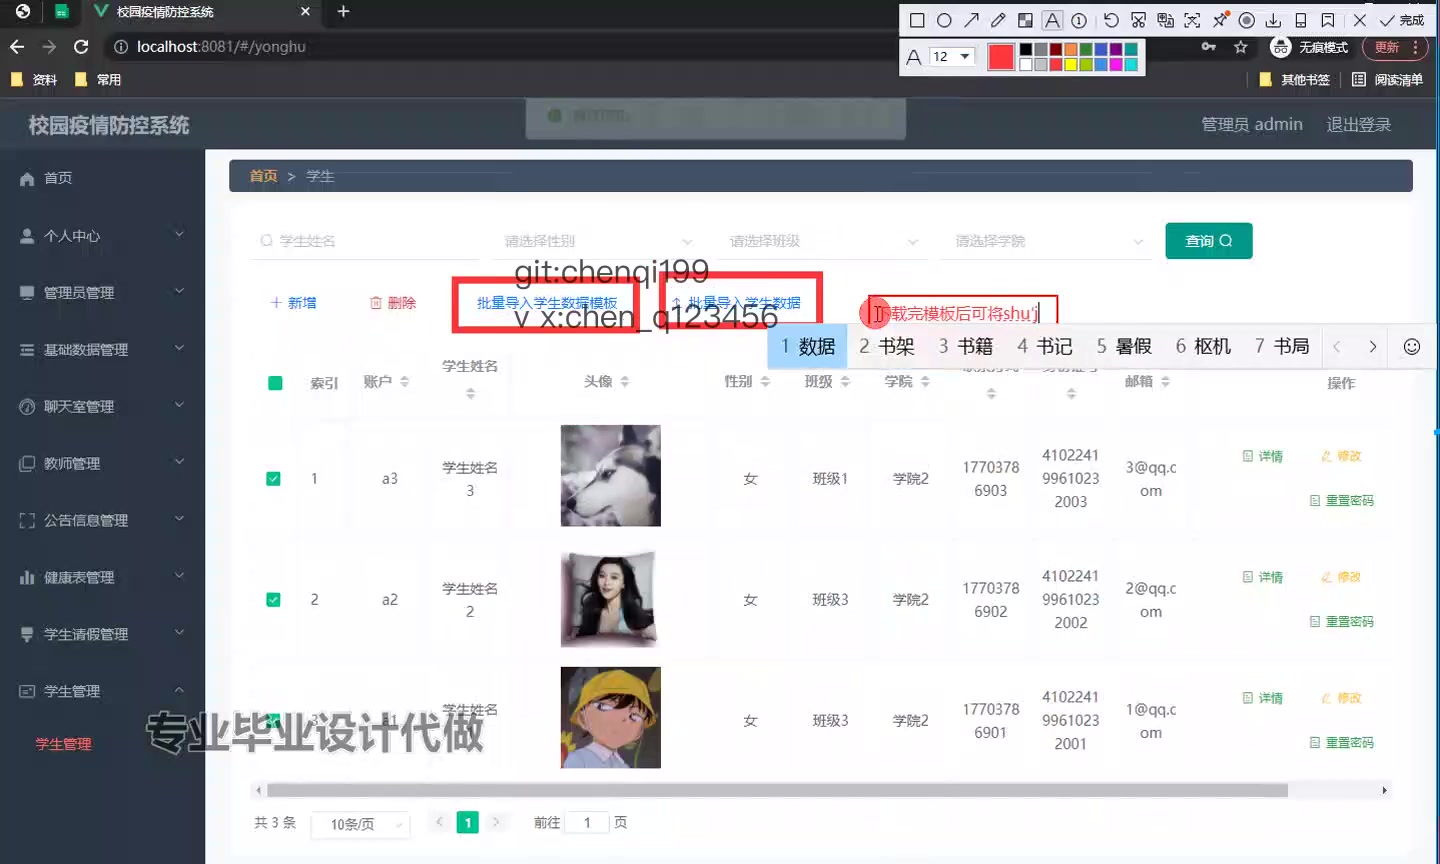 校园疫情防控系统
完成
localhost:8081/#/yonghu
12
无痕模式
更新
资料
常用
其他书签
阅读清单
校园疫情防控系统
管理员 admin
退出登录
首页
个人中心
管理员管理
基础数据管理
聊天室管理
教师管理
公告信息管理
健康表管理
学生请假管理
学生管理
学生管理
首页 > 学生
学生姓名
请选择性别
请选择班级
请选择学院
查询
git:chenqi199
新增
删除
批量导入学生数据模板
批量导入学生数据
v x:chen_q123456
下载完模板后可将shu'j
1 数据 2 书架 3 书籍 4 书记 5 暑假 6 枢机 7 书局
索引 账户 学生姓名 头像 性别 班级 学院 邮箱 操作
1 a3 学生姓名3 女 班级1 学院2 17703786903 410224199610232003 3@qq.com 详情 修改 重置密码
2 a2 学生姓名2 女 班级3 学院2 17703786902 410224199610232002 2@qq.com 详情 修改 重置密码
3 a1 学生姓名1 女 班级3 学院2 17703786901 410224199610232001 1@qq.com 详情 修改 重置密码
专业毕业设计代做
共 3 条 10条/页 1 前往 1 页